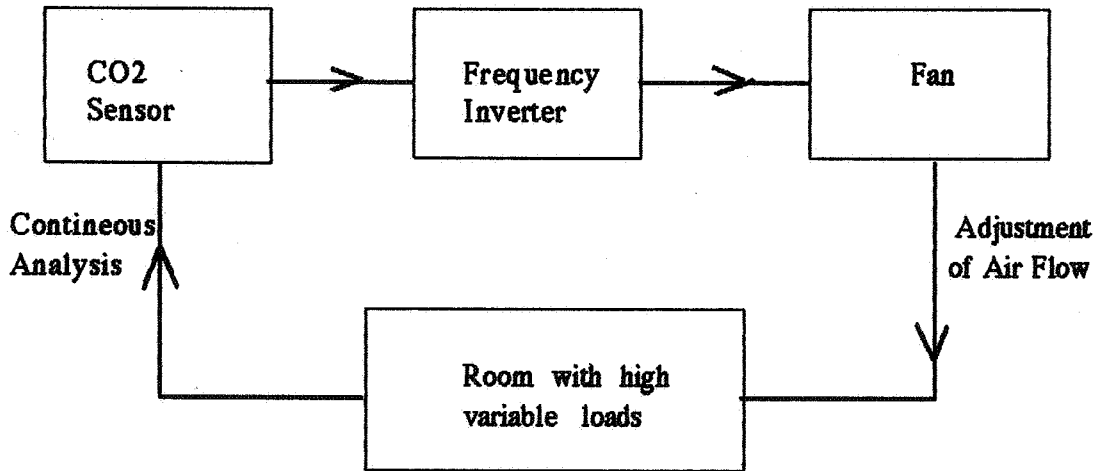 CO2
Sensor
Frequency
Inverter
Fan
Contineous
Analysis
Adjustment
of Air Flow
Room with high
variable loads